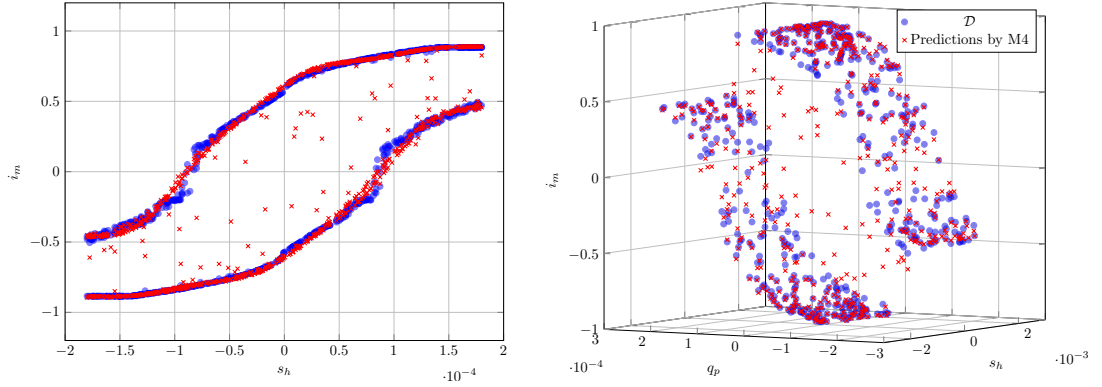 1
0.5
0
−0.5
−1
i_m
−2 −1.5 −1 −0.5 0 0.5 1 1.5 2
s_h
·10^−4
𝒟
Predictions by M4
1
0.5
0
−0.5
−1
i_m
3 2 1 0 −1 −2 −3
·10^−4
q_p
−2 0 2
s_h
·10^−3